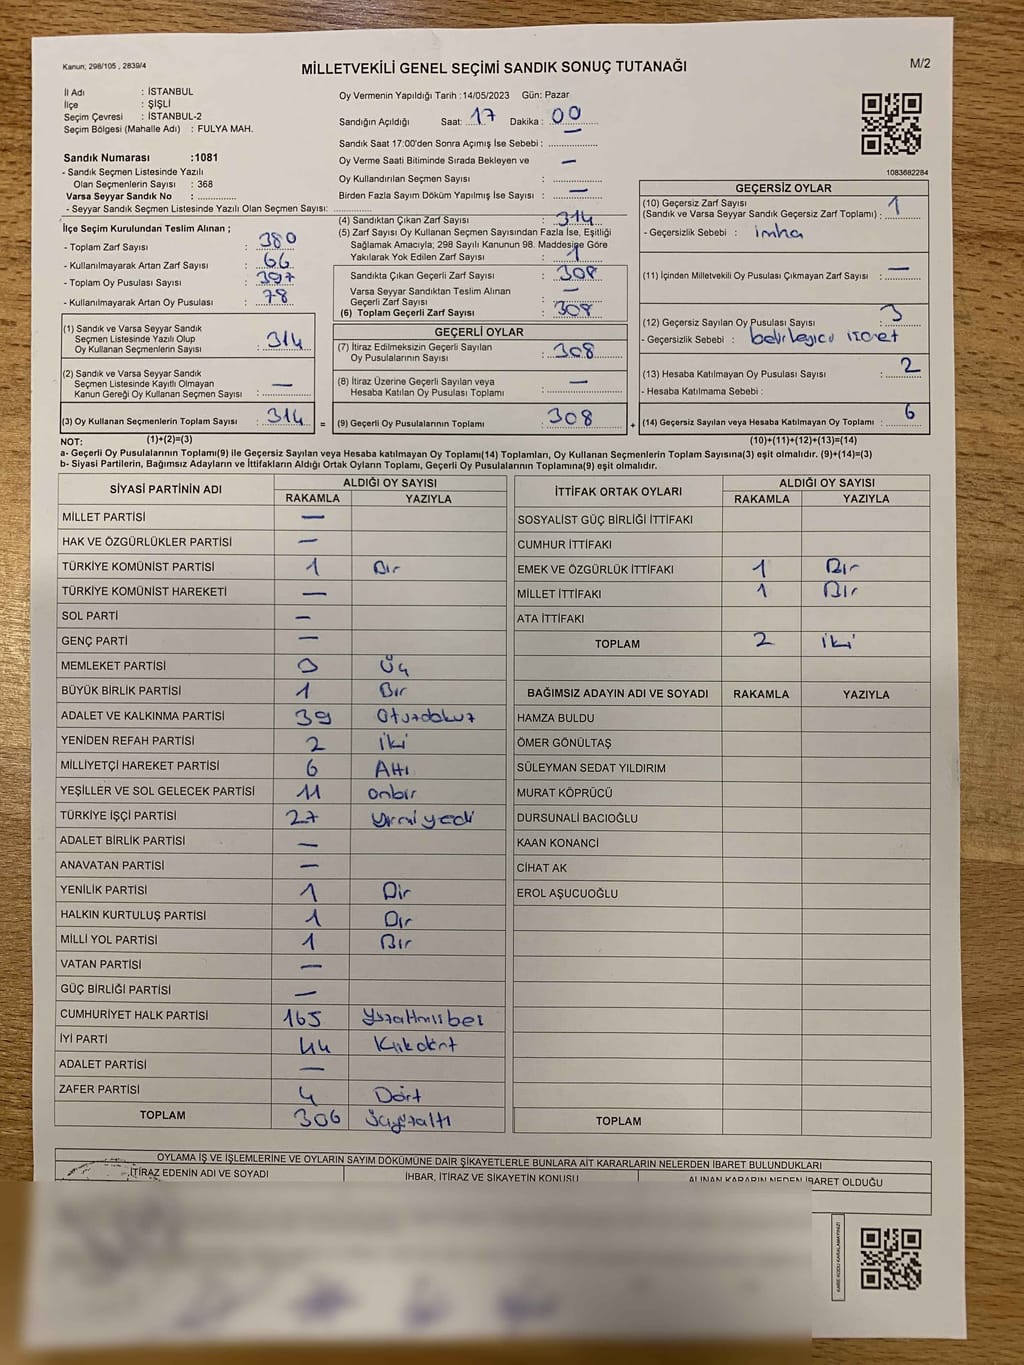 Kanun; 298/105 , 2839/4
MİLLETVEKİLİ GENEL SEÇİMİ SANDIK SONUÇ TUTANAĞI
M/2
İl Adı : İSTANBUL
İlçe : ŞİŞLİ
Seçim Çevresi : İSTANBUL-2
Seçim Bölgesi (Mahalle Adı) : FULYA MAH.
Sandık Numarası :1081
- Sandık Seçmen Listesinde Yazılı
Olan Seçmenlerin Sayısı : 368
Varsa Seyyar Sandık No : ..............
- Seyyar Sandık Seçmen Listesinde Yazılı Olan Seçmen Sayısı: ..............
İlçe Seçim Kurulundan Teslim Alınan ;
- Toplam Zarf Sayısı : 380
- Kullanılmayarak Artan Zarf Sayısı : 66
- Toplam Oy Pusulası Sayısı : 397
- Kullanılmayarak Artan Oy Pusulası : 78
Oy Vermenin Yapıldığı Tarih :14/05/2023 Gün: Pazar
Sandığın Açıldığı Saat: 17 Dakika : 00
Sandık Saat 17:00'den Sonra Açımış İse Sebebi : ..............
Oy Verme Saati Bitiminde Sırada Bekleyen ve —
Oy Kullandırılan Seçmen Sayısı : ..............
Birden Fazla Sayım Döküm Yapılmış İse Sayısı : —
(4) Sandıktan Çıkan Zarf Sayısı : 314
(5) Zarf Sayısı Oy Kullanan Seçmen Sayısından Fazla İse, Eşitliği
Sağlamak Amacıyla; 298 Sayılı Kanunun 98. Maddesine Göre
Yakılarak Yok Edilen Zarf Sayısı : 1
Sandıkta Çıkan Geçerli Zarf Sayısı : 308
Varsa Seyyar Sandıktan Teslim Alınan
Geçerli Zarf Sayısı : —
(6) Toplam Geçerli Zarf Sayısı : 308
1083682284
GEÇERSİZ OYLAR
(10) Geçersiz Zarf Sayısı
(Sandık ve Varsa Seyyar Sandık Geçersiz Zarf Toplamı) : 1
- Geçersizlik Sebebi : imha
(11) İçinden Milletvekili Oy Pusulası Çıkmayan Zarf Sayısı : —
(12) Geçersiz Sayılan Oy Pusulası Sayısı : 3
- Geçersizlik Sebebi : belirleyici
(13) Hesaba Katılmayan Oy Pusulası Sayısı : 2
- Hesaba Katılmama Sebebi :
(14) Geçersiz Sayılan veya Hesaba Katılmayan Oy Toplamı : 6
(10)+(11)+(12)+(13)=(14)
(1) Sandık ve Varsa Seyyar Sandık
Seçmen Listesinde Yazılı Olup
Oy Kullanan Seçmenlerin Sayısı : 314
(2) Sandık ve Varsa Seyyar Sandık
Seçmen Listesinde Kayıtlı Olmayan
Kanun Gereği Oy Kullanan Seçmen Sayısı : —
(3) Oy Kullanan Seçmenlerin Toplam Sayısı : 314 =
(1)+(2)=(3)
GEÇERLİ OYLAR
(7) İtiraz Edilmeksizin Geçerli Sayılan
Oy Pusulalarının Sayısı : 308
(8) İtiraz Üzerine Geçerli Sayılan veya
Hesaba Katılan Oy Pusulası Toplamı : —
(9) Geçerli Oy Pusulalarının Toplamı : 308 +
NOT:
a- Geçerli Oy Pusulalarının Toplamı(9) ile Geçersiz Sayılan veya Hesaba katılmayan Oy Toplamı(14) Toplamları, Oy Kullanan Seçmenlerin Toplam Sayısına(3) eşit olmalıdır. (9)+(14)=(3)
b- Siyasi Partilerin, Bağımsız Adayların ve İttifakların Aldığı Ortak Oyların Toplamı, Geçerli Oy Pusulalarının Toplamına(9) eşit olmalıdır.
SİYASİ PARTİNİN ADI ALDIĞI OY SAYISI
RAKAMLA YAZIYLA
MİLLET PARTİSİ —
HAK VE ÖZGÜRLÜKLER PARTİSİ —
TÜRKİYE KOMÜNİST PARTİSİ 1 Bir
TÜRKİYE KOMÜNİST HAREKETİ —
SOL PARTİ —
GENÇ PARTİ —
MEMLEKET PARTİSİ 3 Üç
BÜYÜK BİRLİK PARTİSİ 1 Bir
ADALET VE KALKINMA PARTİSİ 39 Otuzdokuz
YENİDEN REFAH PARTİSİ 2 iki
MİLLİYETÇİ HAREKET PARTİSİ 6 Altı
YEŞİLLER VE SOL GELECEK PARTİSİ 11 onbir
TÜRKİYE İŞÇİ PARTİSİ 27 yirmiyedi
ADALET BİRLİK PARTİSİ —
ANAVATAN PARTİSİ —
YENİLİK PARTİSİ 1 Bir
HALKIN KURTULUŞ PARTİSİ 1 Bir
MİLLİ YOL PARTİSİ 1 Bir
VATAN PARTİSİ —
GÜÇ BİRLİĞİ PARTİSİ —
CUMHURİYET HALK PARTİSİ 165 Yüzaltmışbeş
İYİ PARTİ 44 Kırkdört
ADALET PARTİSİ —
ZAFER PARTİSİ 4 Dört
TOPLAM 306 Üçyüzaltı
İTTİFAK ORTAK OYLARI ALDIĞI OY SAYISI
RAKAMLA YAZIYLA
SOSYALİST GÜÇ BİRLİĞİ İTTİFAKI
CUMHUR İTTİFAKI
EMEK VE ÖZGÜRLÜK İTTİFAKI 1 Bir
MİLLET İTTİFAKI 1 Bir
ATA İTTİFAKI
TOPLAM 2 iki
BAĞIMSIZ ADAYIN ADI VE SOYADI RAKAMLA YAZIYLA
HAMZA BULDU
ÖMER GÖNÜLTAŞ
SÜLEYMAN SEDAT YILDIRIM
MURAT KÖPRÜCÜ
DURSUNALİ BACIOĞLU
KAAN KONANCİ
CİHAT AK
EROL AŞUCUOĞLU
TOPLAM
OYLAMA İŞ VE İŞLEMLERİNE VE OYLARIN SAYIM DÖKÜMÜNE DAİR ŞİKAYETLERLE BUNLARA AİT KARARLARIN NELERDEN İBARET BULUNDUKLARI
İTİRAZ EDENİN ADI VE SOYADI İHBAR, İTİRAZ VE ŞİKAYETİN KONUSU ALINAN KARARIN NEDEN İBARET OLDUĞU
KARE KODU KARALAMAYINIZ!